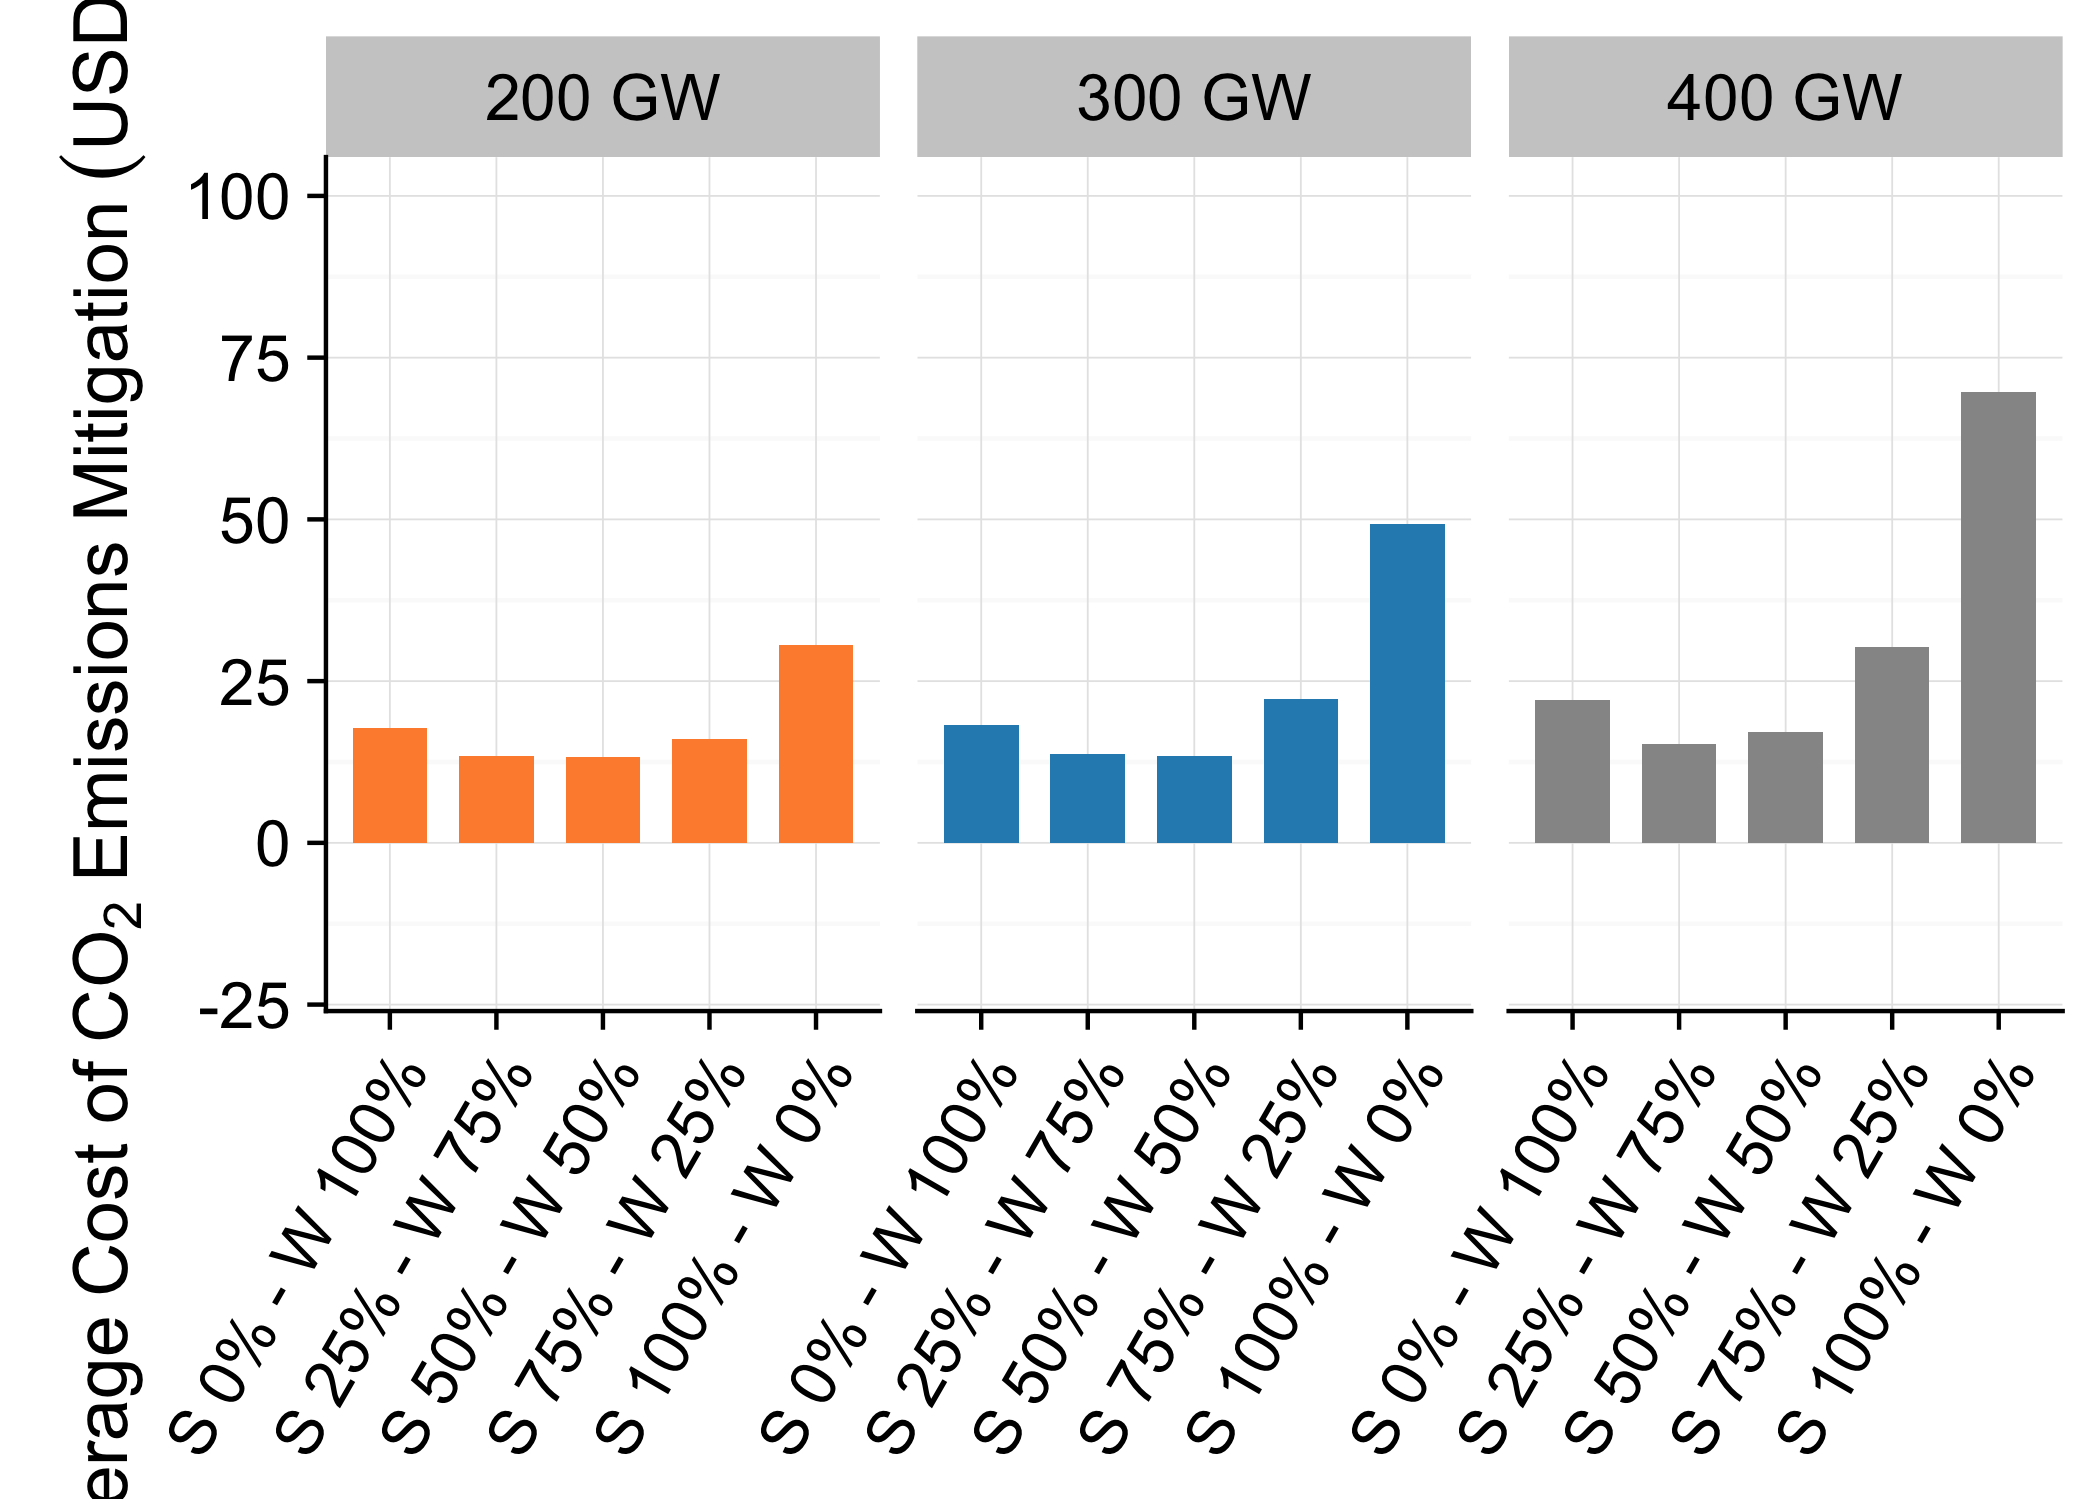 Cost of CO₂ Emissions Mitigation (USD
200 GW
300 GW
400 GW
100
75
50
25
0
-25
S 0% - W 100%
S 25% - W 75%
S 50% - W 50%
S 75% - W 25%
S 100% - W 0%
S 0% - W 100%
S 25% - W 75%
S 50% - W 50%
S 75% - W 25%
S 100% - W 0%
S 0% - W 100%
S 25% - W 75%
S 50% - W 50%
S 75% - W 25%
S 100% - W 0%